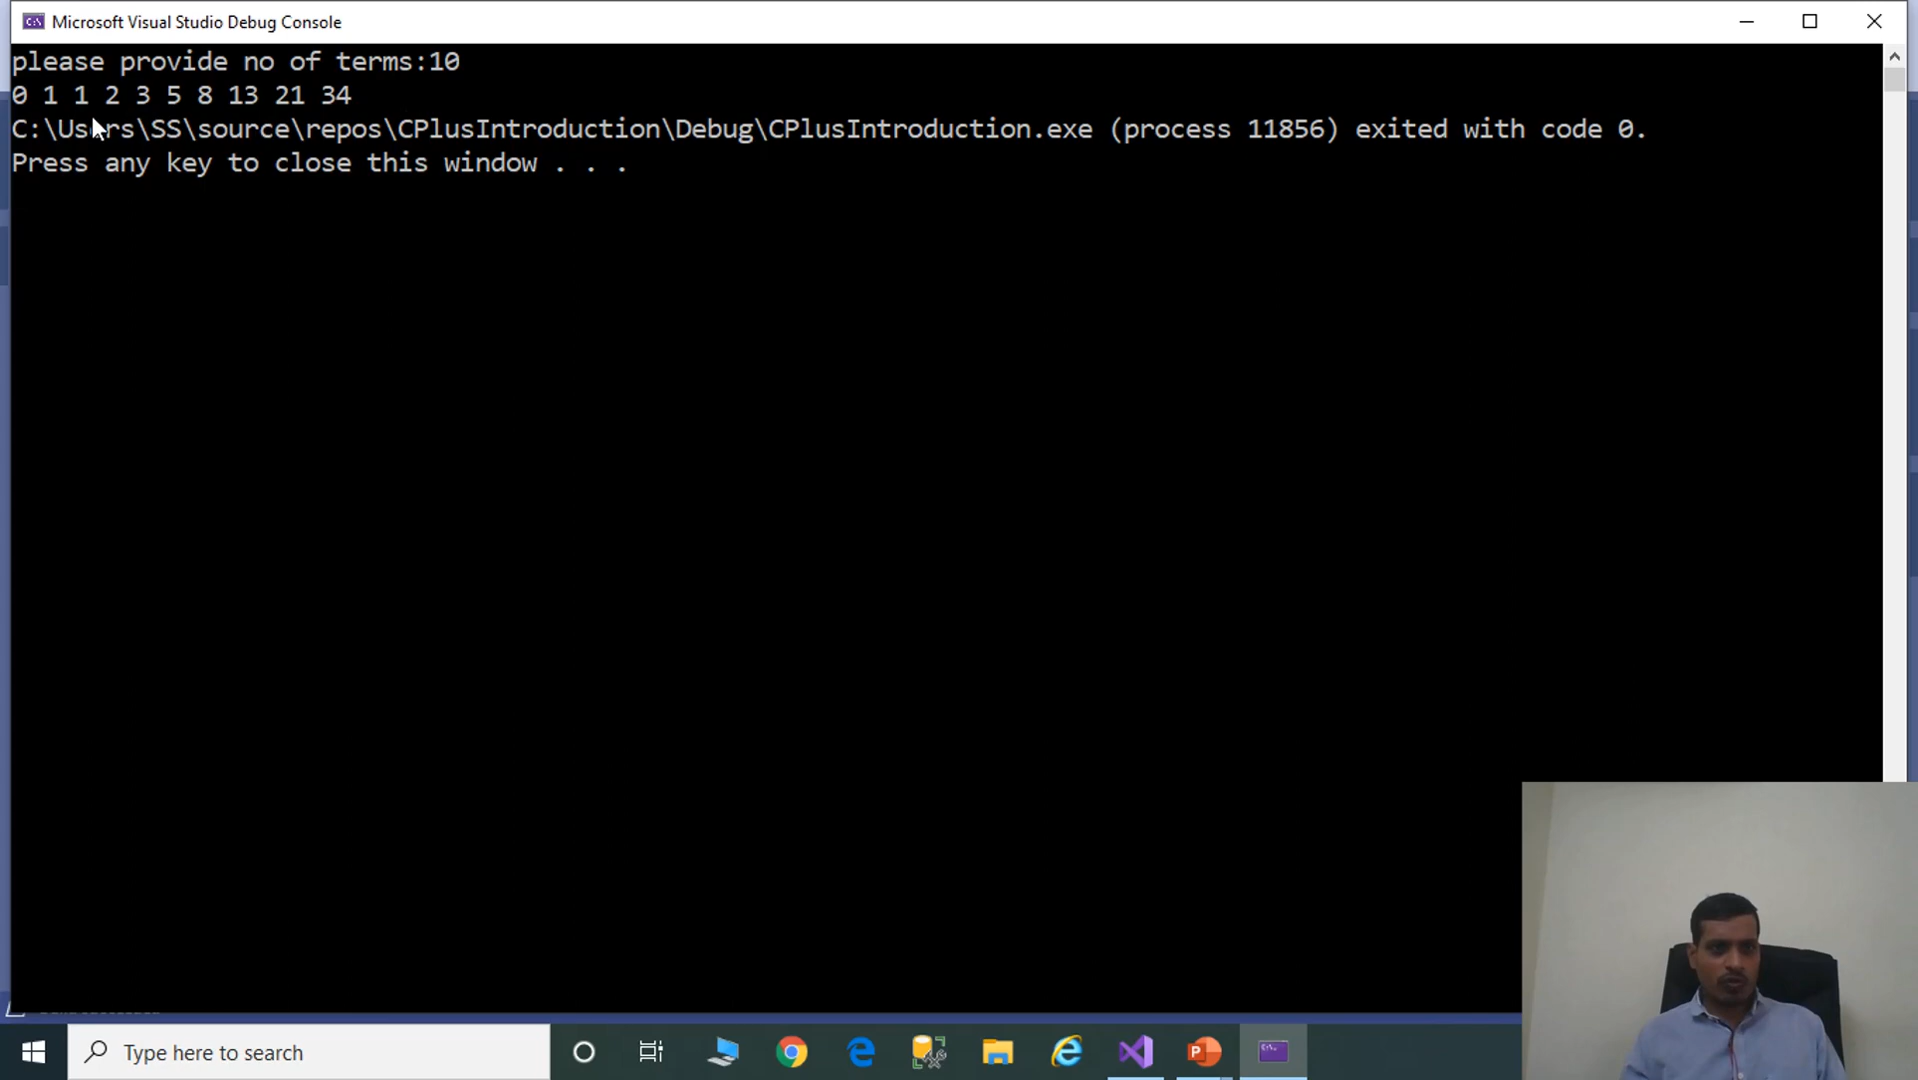 Microsoft Visual Studio Debug Console
please provide no of terms:10
0 1 1 2 3 5 8 13 21 34
C:\Users\SS\source\repos\CPlusIntroduction\Debug\CPlusIntroduction.exe (process 11856) exited with code 0.
Press any key to close this window . . .
Type here to search